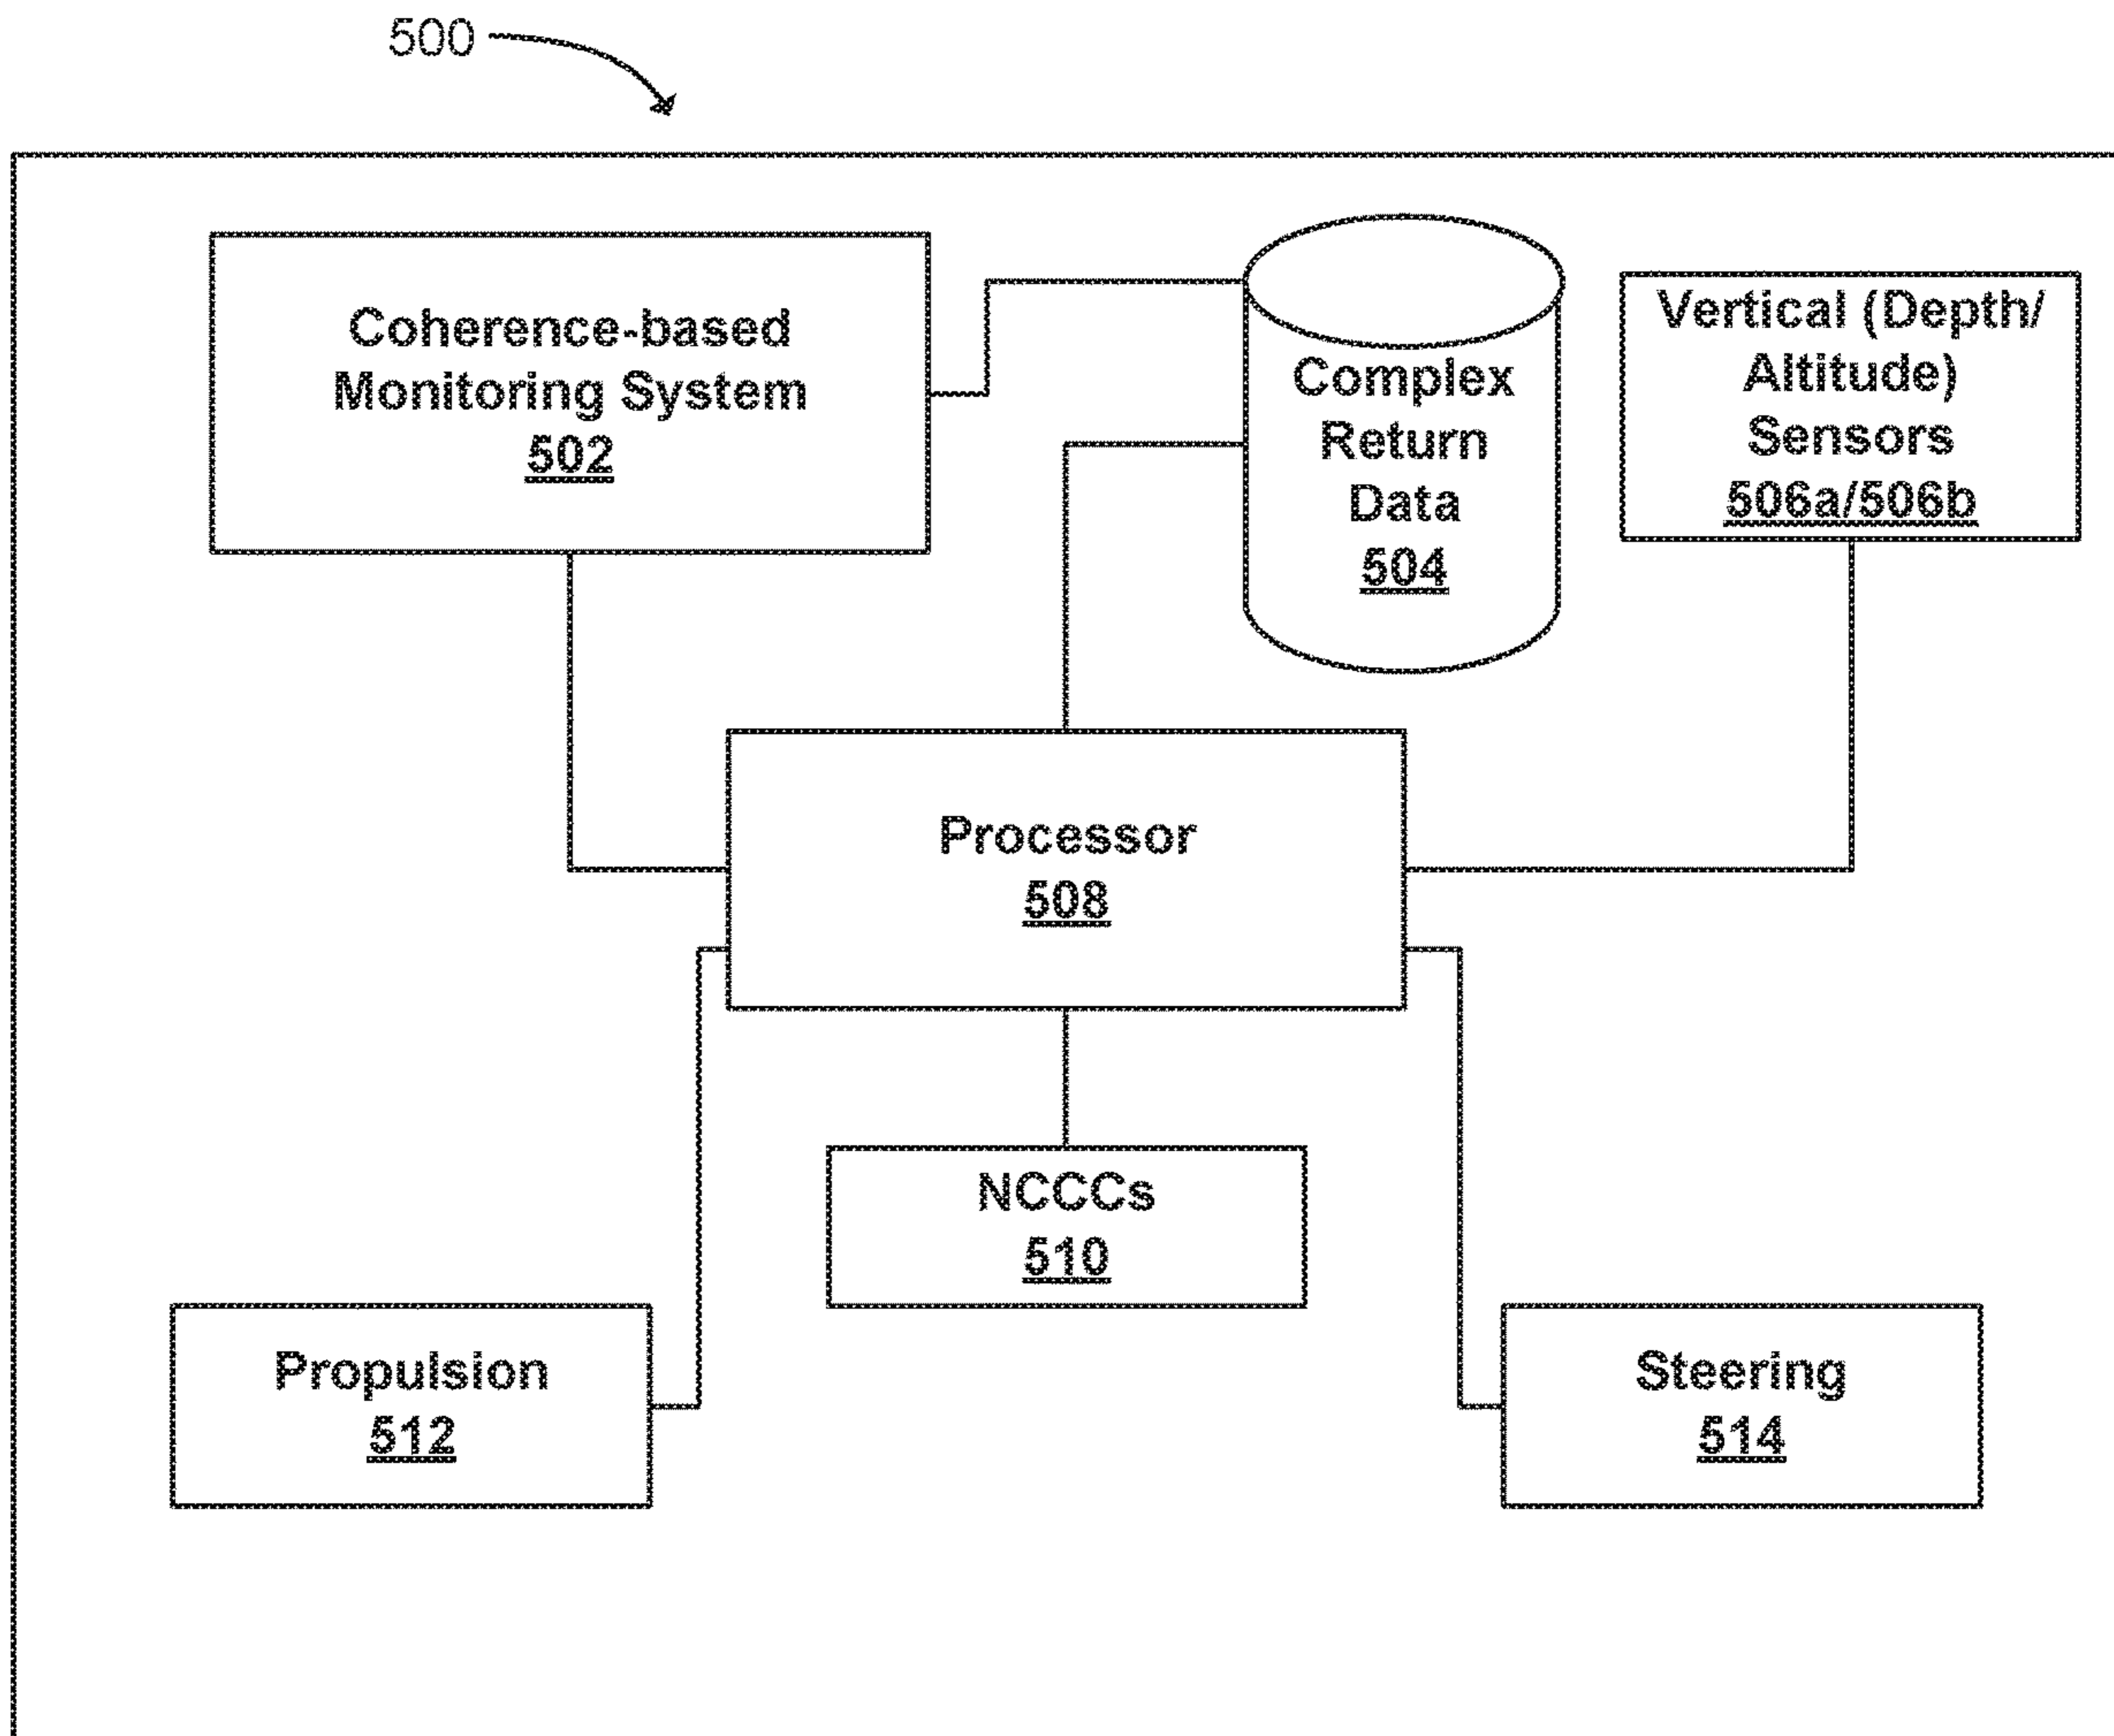 500
Coherence-based
Monitoring System
502
Complex
Return
Data
504
Vertical (Depth/
Altitude)
Sensors
506a/506b
Processor
508
NCCCs
510
Propulsion
512
Steering
514